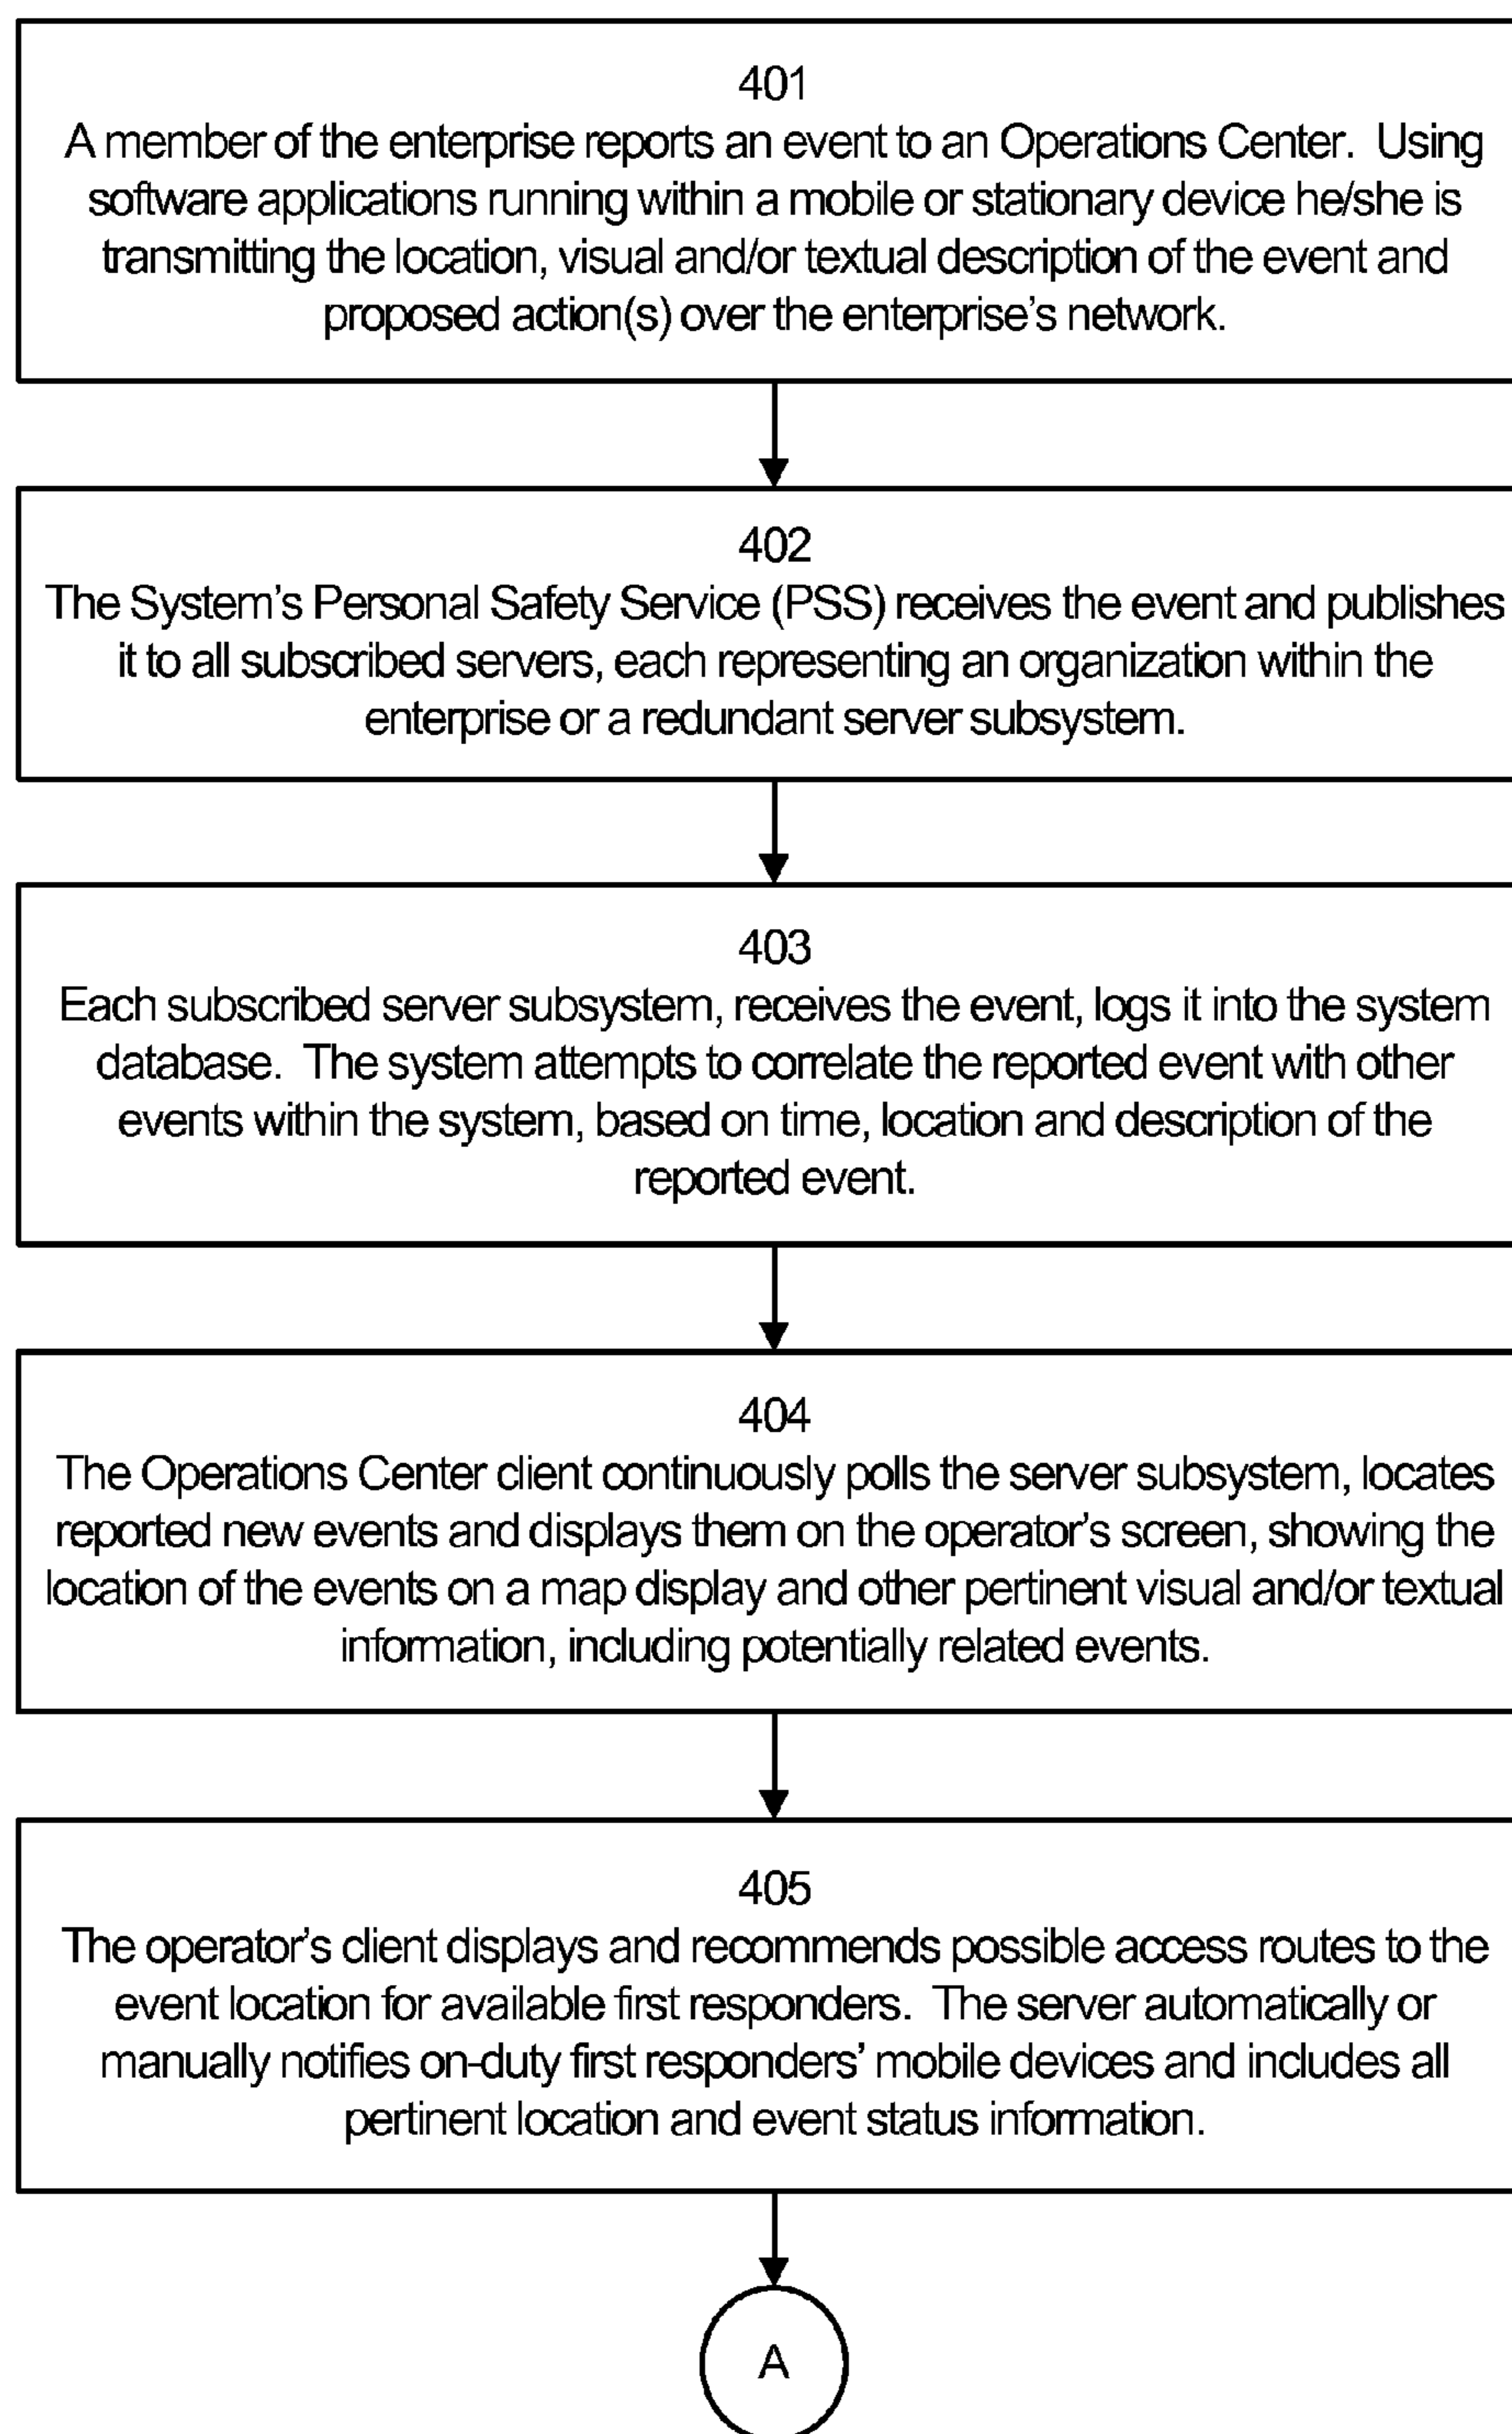 401
A member of the enterprise reports an event to an Operations Center. Using
software applications running within a mobile or stationary device he/she is
transmitting the location, visual and/or textual description of the event and
proposed action(s) over the enterprise's network.
402
The System's Personal Safety Service (PSS) receives the event and publishes
it to all subscribed servers, each representing an organization within the
enterprise or a redundant server subsystem.
403
Each subscribed server subsystem, receives the event, logs it into the system
database. The system attempts to correlate the reported event with other
events within the system, based on time, location and description of the
reported event.
404
The Operations Center client continuously polls the server subsystem, locates
reported new events and displays them on the operator's screen, showing the
location of the events on a map display and other pertinent visual and/or textual
information, including potentially related events.
405
The operator's client displays and recommends possible access routes to the
event location for available first responders. The server automatically or
manually notifies on-duty first responders' mobile devices and includes all
pertinent location and event status information.
A